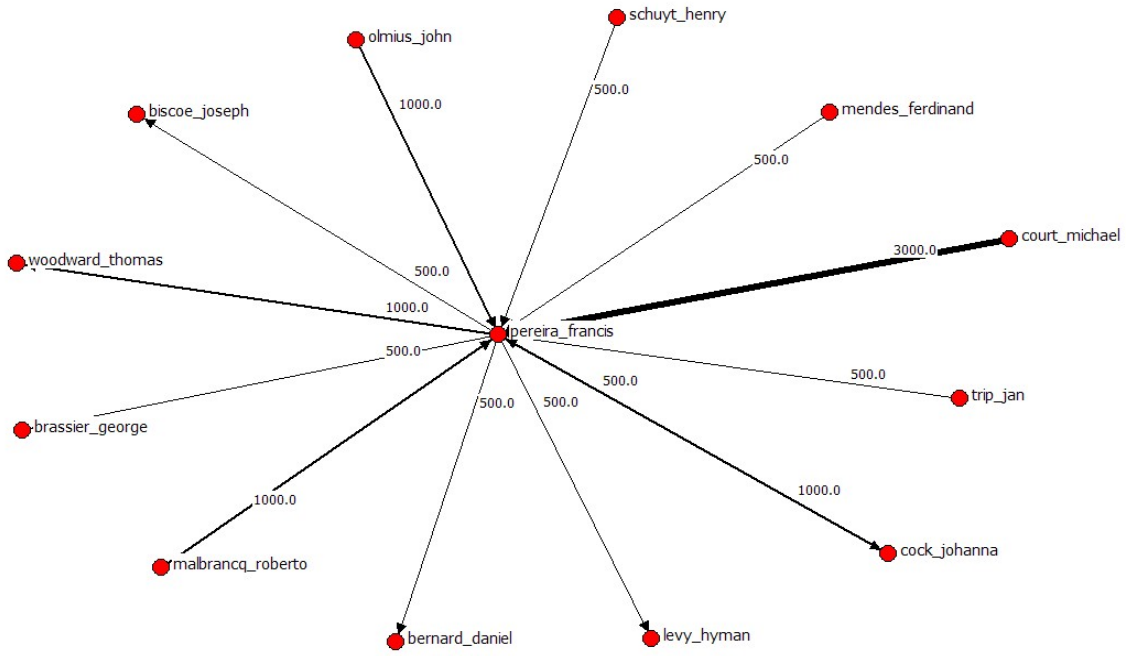 schuyt_henry
olmius_john
500.0
1000.0
mendes_ferdinand
biscoe_joseph
500.0
court_michael
3000.0
woodward_thomas
500.0
1000.0
pereira_francis
500.0
500.0
500.0
trip_jan
500.0
500.0
brassier_george
1000.0
1000.0
cock_johanna
malbrancq_roberto
levy_hyman
bernard_daniel